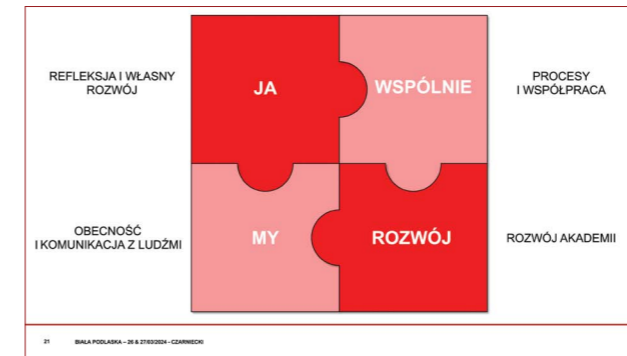 REFLEKSJA I WŁASNY
ROZWÓJ
JA
WSPÓLNIE
PROCESY
I WSPÓŁPRACA
OBECNOŚĆ
I KOMUNIKACJA Z LUDŹMI
MY
ROZWÓJ
ROZWÓJ AKADEMII
21 BIAŁA PODLASKA – 26 & 27/03/2024 - CZARNIECKI